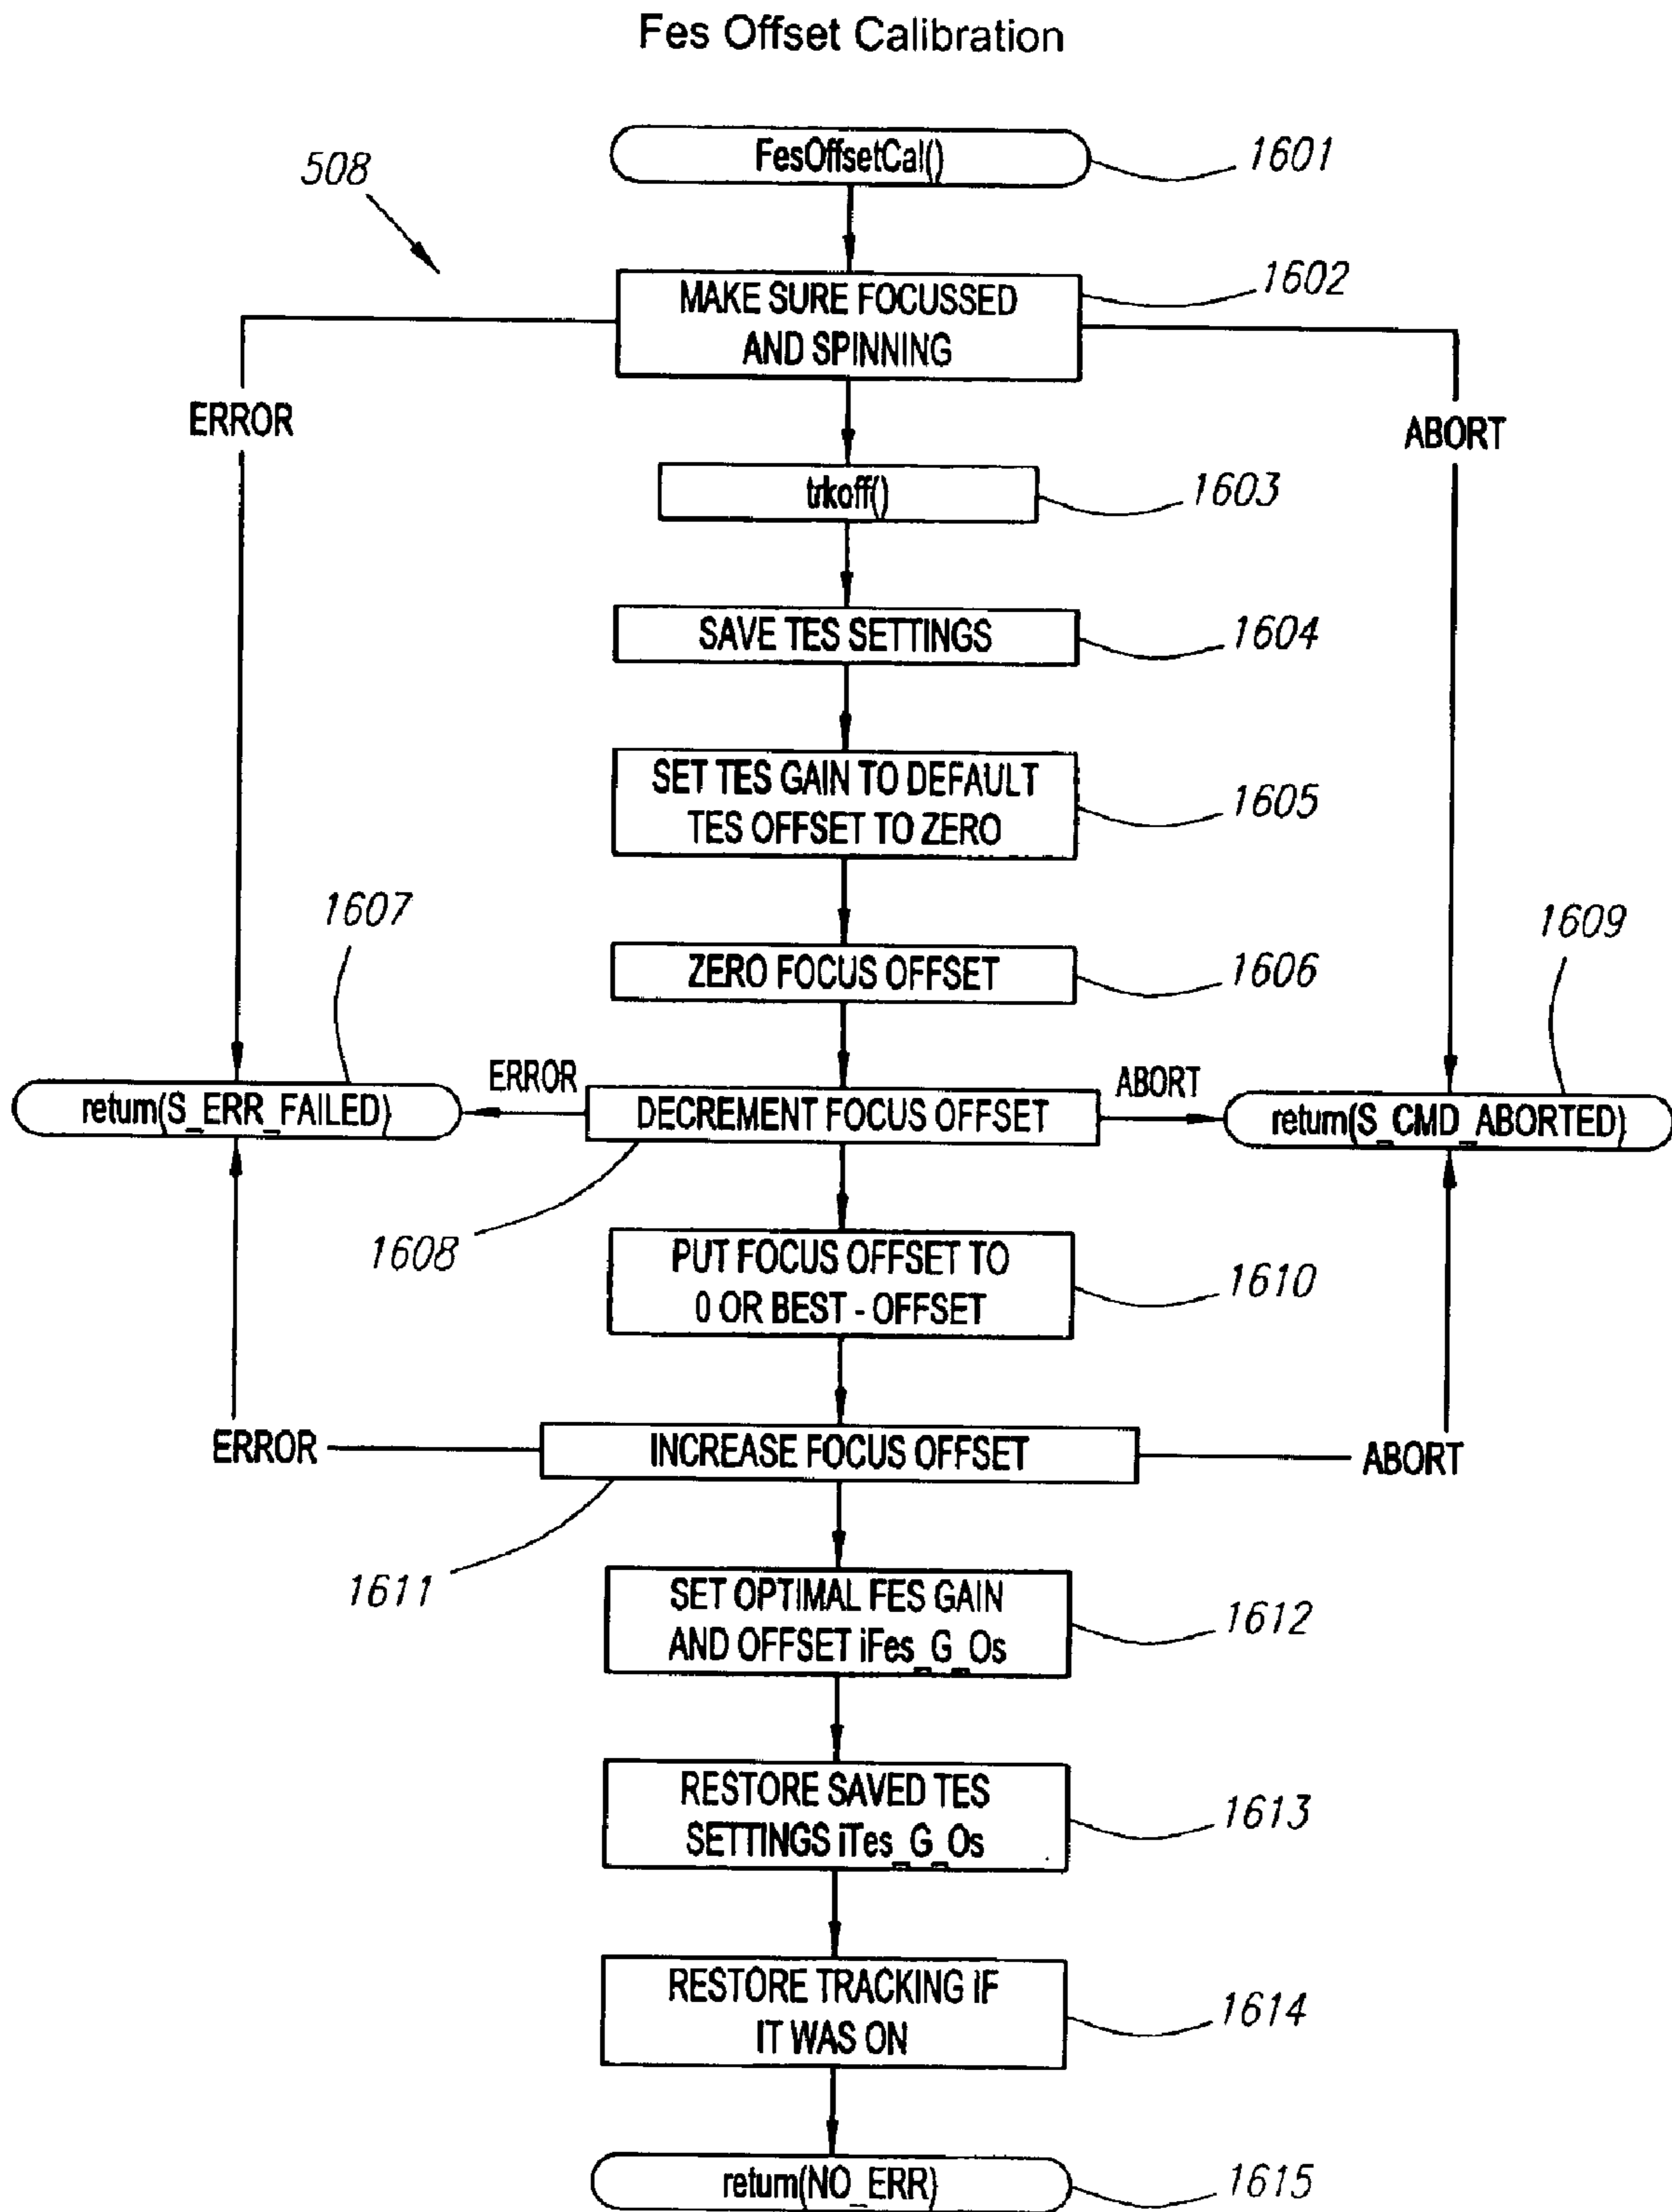 Fes Offset Calibration
FesOffsetCal()
1601
508
MAKE SURE FOCUSSED
AND SPINNING
1602
ERROR
ABORT
trkoff()
1603
SAVE TES SETTINGS
1604
SET TES GAIN TO DEFAULT
TES OFFSET TO ZERO
1605
1607
1609
ZERO FOCUS OFFSET
1606
return(S_ERR_FAILED)
ERROR
DECREMENT FOCUS OFFSET
ABORT
return(S_CMD_ABORTED)
1608
PUT FOCUS OFFSET TO
0 OR BEST - OFFSET
1610
ERROR
INCREASE FOCUS OFFSET
ABORT
1611
SET OPTIMAL FES GAIN
AND OFFSET iFes_G_Os
1612
RESTORE SAVED TES
SETTINGS iTes_G_Os
1613
RESTORE TRACKING IF
IT WAS ON
1614
return(NO_ERR)
1615